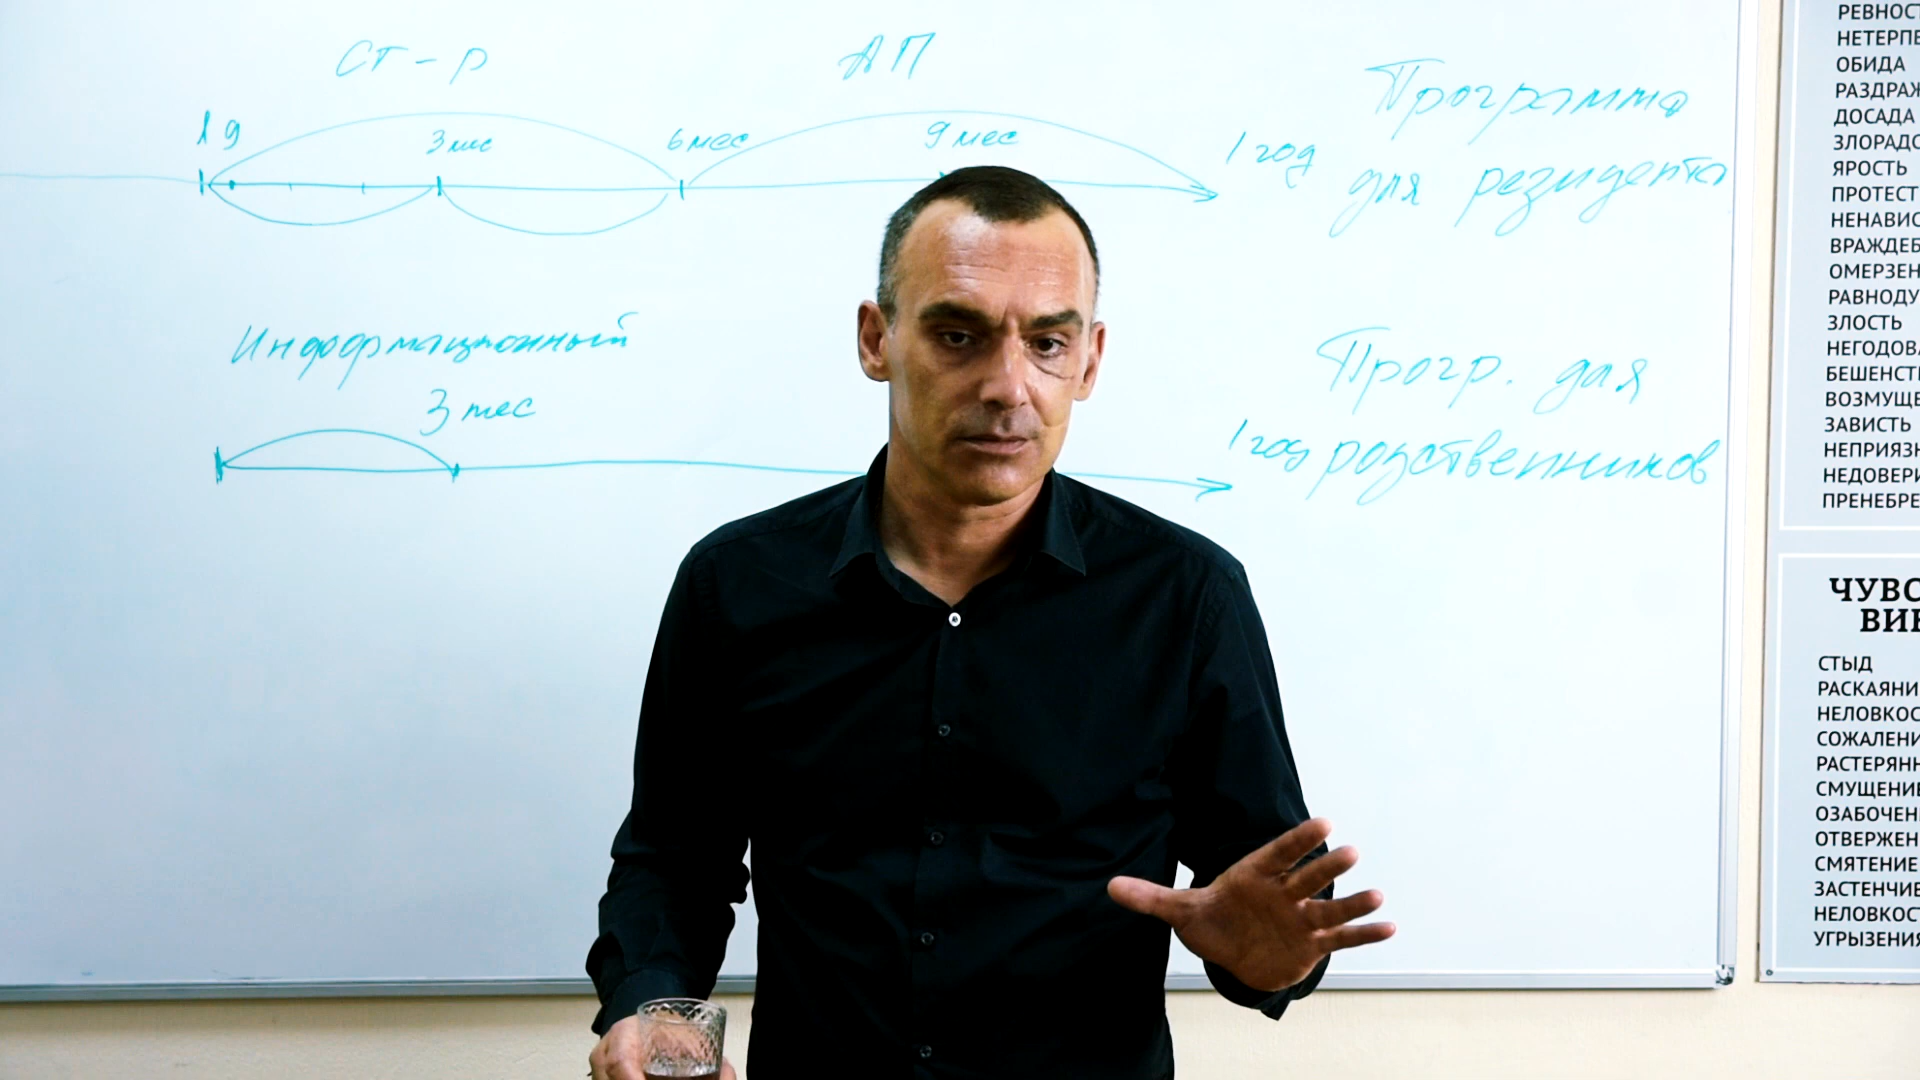 СТ-р
АП
1 д
3 мес
6 мес
9 мес
1 год
Программа
для резидента
Информационный
3 мес
1 год
Прогр. для
родственников
РЕВНОСТ
НЕТЕРПЕ
ОБИДА
РАЗДРАЖ
ДОСАДА
ЗЛОРАДС
ЯРОСТЬ
ПРОТЕСТ
НЕНАВИС
ВРАЖДЕБ
ОМЕРЗЕН
РАВНОДУ
ЗЛОСТЬ
НЕГОДОВА
БЕШЕНСТ
ВОЗМУЩЕ
ЗАВИСТЬ
НЕПРИЯЗН
НЕДОВЕРИ
ПРЕНЕБРЕ
ЧУВС
ВИН
СТЫД
РАСКАЯНИ
НЕЛОВКОС
СОЖАЛЕНИ
РАСТЕРЯНН
СМУЩЕНИЕ
ОЗАБОЧЕН
ОТВЕРЖЕН
СМЯТЕНИЕ
ЗАСТЕНЧИВ
НЕЛОВКОСТ
УГРЫЗЕНИЯ